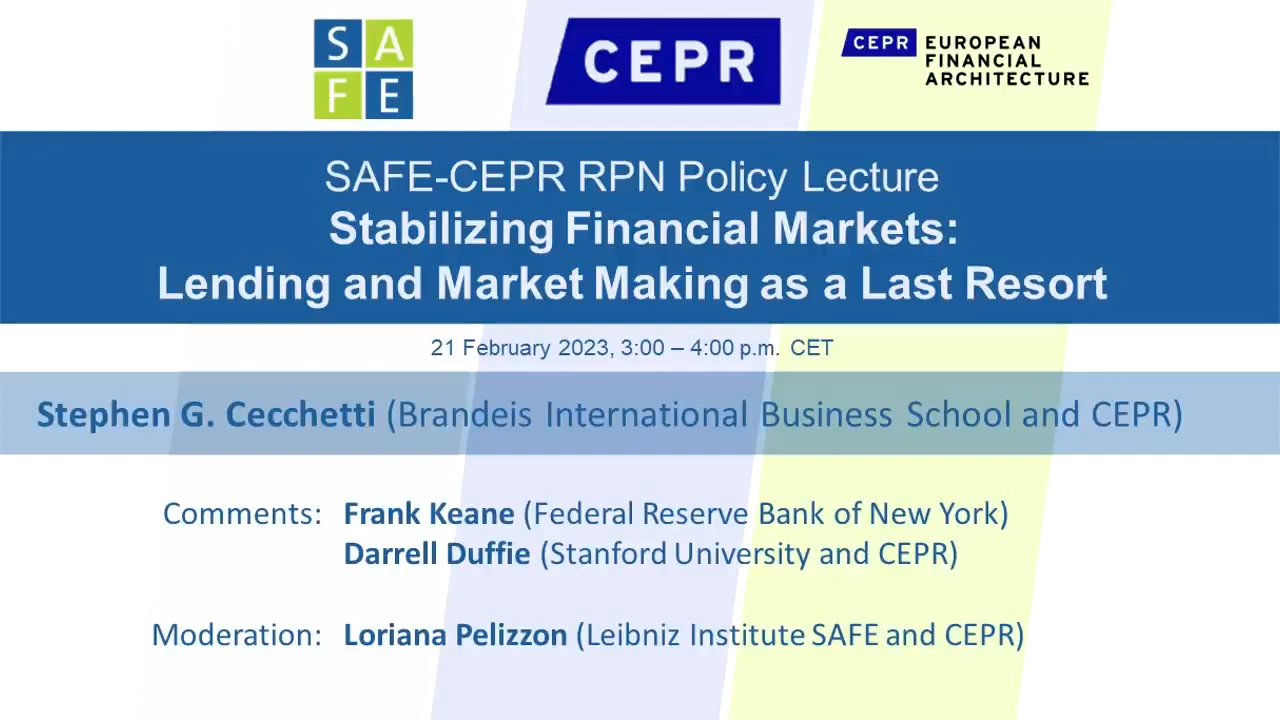 SAFE
CEPR
CEPR EUROPEAN
FINANCIAL
ARCHITECTURE
SAFE-CEPR RPN Policy Lecture
Stabilizing Financial Markets:
Lending and Market Making as a Last Resort
21 February 2023, 3:00 – 4:00 p.m. CET
Stephen G. Cecchetti (Brandeis International Business School and CEPR)
Comments: Frank Keane (Federal Reserve Bank of New York)
Darrell Duffie (Stanford University and CEPR)
Moderation: Loriana Pelizzon (Leibniz Institute SAFE and CEPR)